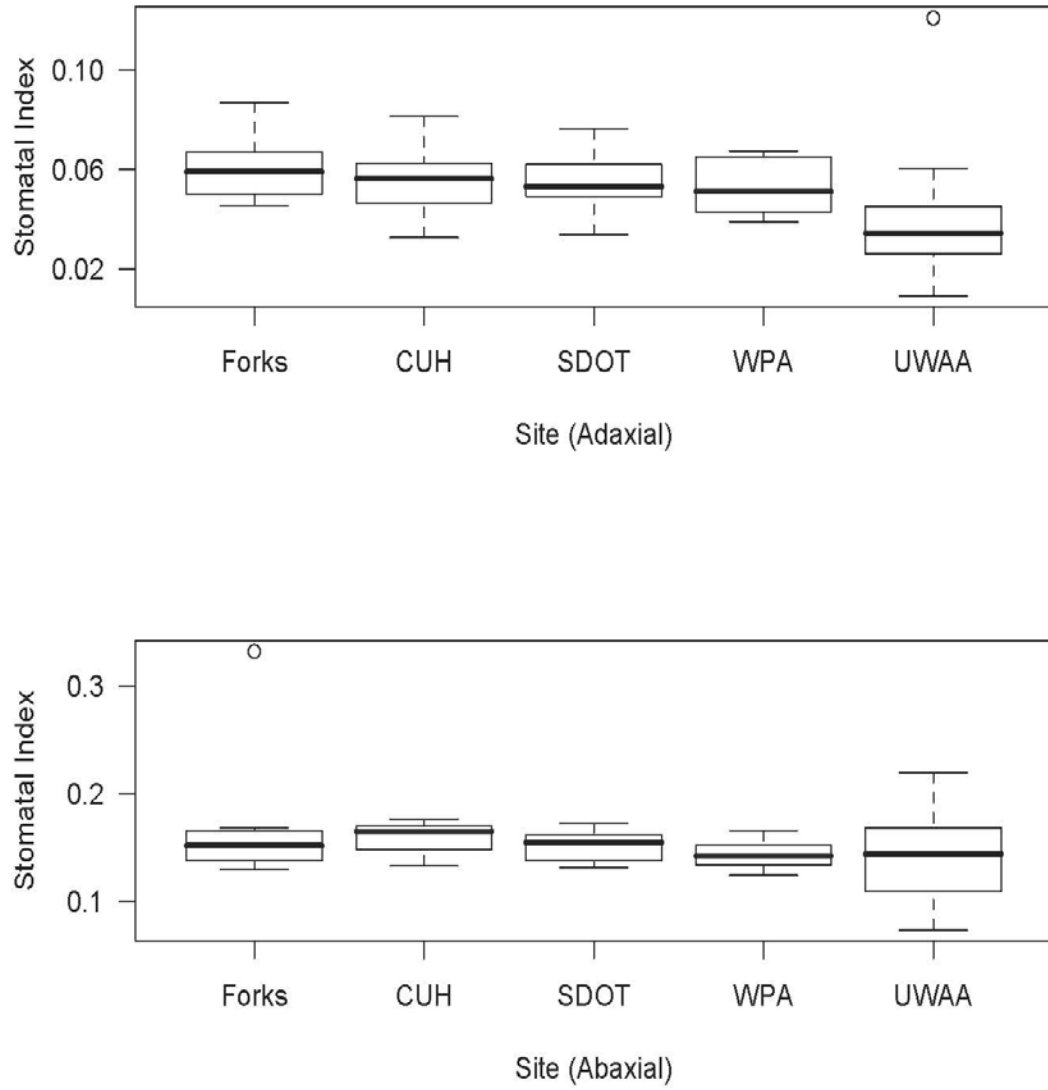 Stomatal Index
0.10
0.06
0.02
Forks CUH SDOT WPA UWAA
Site (Adaxial)
Stomatal Index
0.3
0.2
0.1
Forks CUH SDOT WPA UWAA
Site (Abaxial)